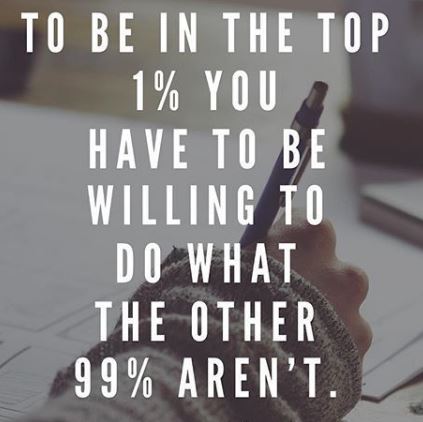 TO BE IN THE TOP
1% YOU
HAVE TO BE
WILLING TO
DO WHAT
THE OTHER
99% AREN'T.